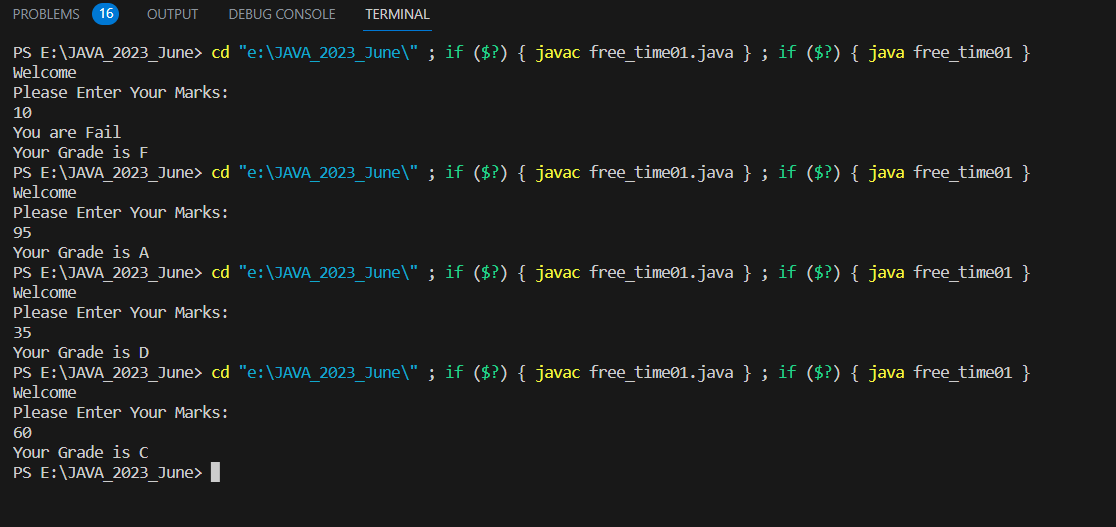 PROBLEMS 16 OUTPUT DEBUG CONSOLE TERMINAL
PS E:\JAVA_2023_June> cd "e:\JAVA_2023_June\" ; if ($?) { javac free_time01.java } ; if ($?) { java free_time01 }
Welcome
Please Enter Your Marks:
10
You are Fail
Your Grade is F
PS E:\JAVA_2023_June> cd "e:\JAVA_2023_June\" ; if ($?) { javac free_time01.java } ; if ($?) { java free_time01 }
Welcome
Please Enter Your Marks:
95
Your Grade is A
PS E:\JAVA_2023_June> cd "e:\JAVA_2023_June\" ; if ($?) { javac free_time01.java } ; if ($?) { java free_time01 }
Welcome
Please Enter Your Marks:
35
Your Grade is D
PS E:\JAVA_2023_June> cd "e:\JAVA_2023_June\" ; if ($?) { javac free_time01.java } ; if ($?) { java free_time01 }
Welcome
Please Enter Your Marks:
60
Your Grade is C
PS E:\JAVA_2023_June>